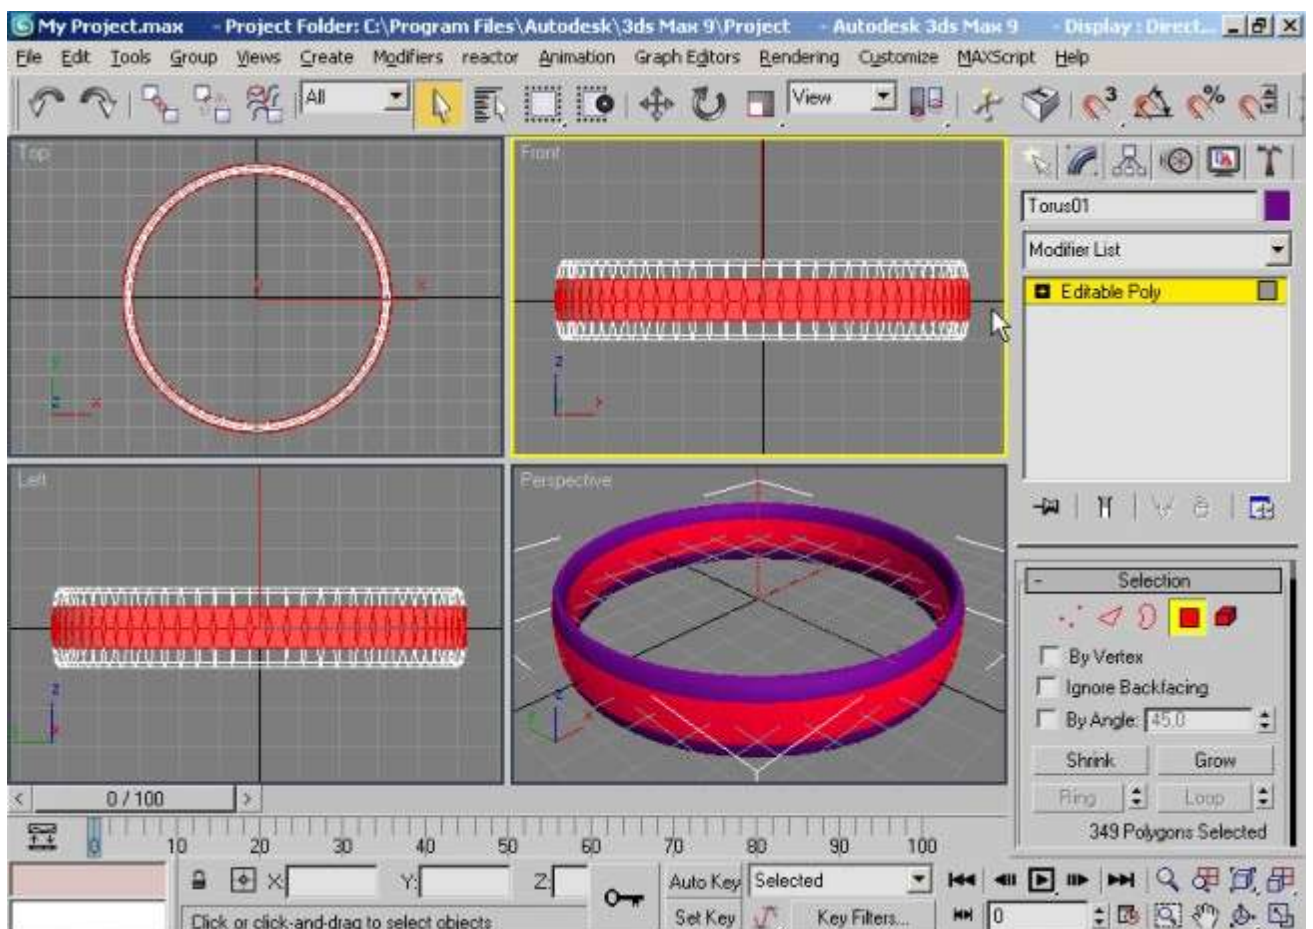 My Project.max - Project Folder: C:\Program Files\Autodesk\3ds Max 9\Project - Autodesk 3ds Max 9 - Display : Direct...
File Edit Tools Group Views Create Modifiers reactor Animation Graph Editors Rendering Customize MAXScript Help
All View 3 %
Top Front
Torus01
Modifier List
Editable Poly
x y z
Left Perspective
Selection
By Vertex
Ignore Backfacing
By Angle: 45.0
Shrink Grow
Ring Loop
349 Polygons Selected
0 / 100
0 10 20 30 40 50 60 70 80 90 100
X: Y: Z: Auto Key Selected
Click or click-and-drag to select objects Set Key Key Filters... 0